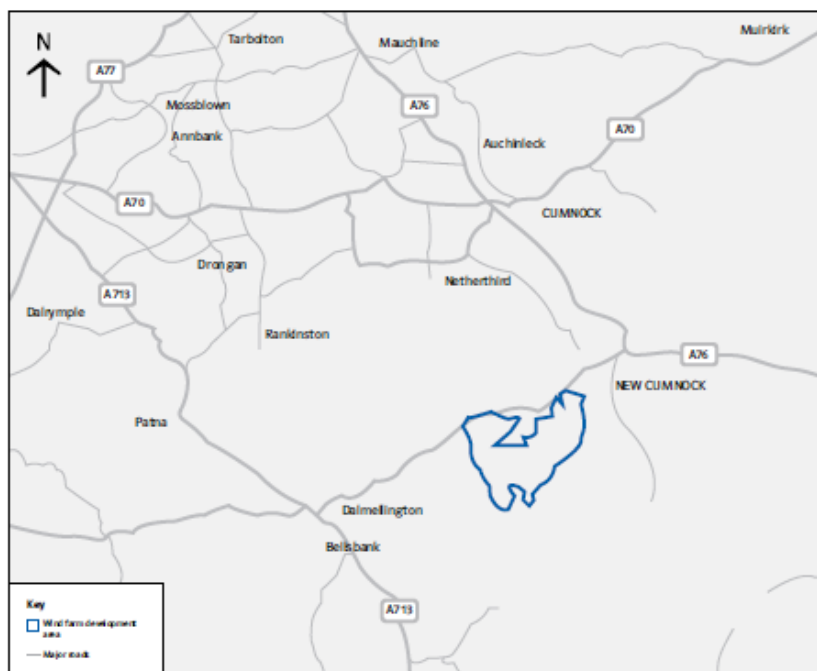 N
Tarbolton
Mauchline
Muirkirk
A77
A76
Mossblown
Annbank
Auchinleck
A70
A70
CUMNOCK
Drongan
Netherthird
A713
Dalrymple
Rankinston
A76
NEW CUMNOCK
Patna
Dalmellington
Bellsbank
A713
Key
Wind farm development
area
Major roads